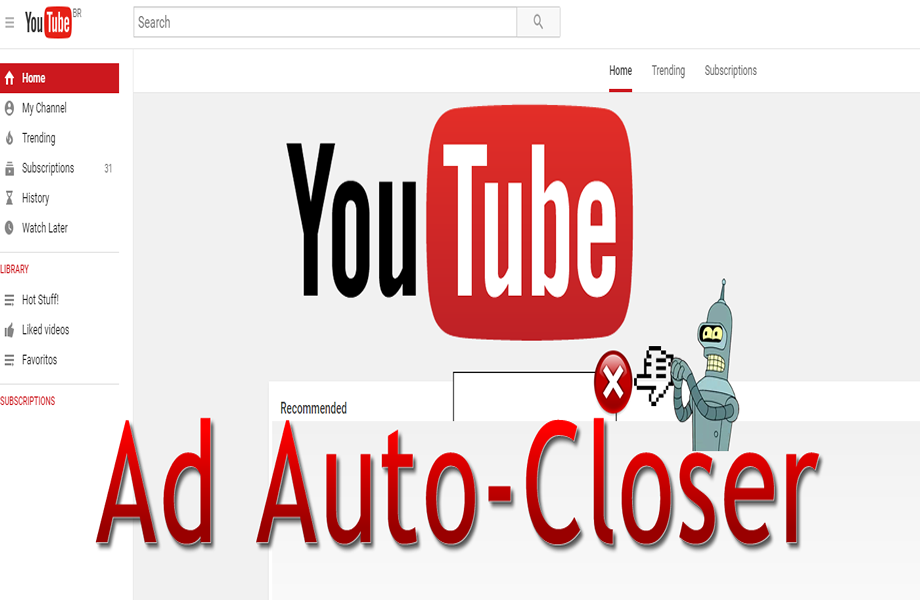 YouTube BR
Search
Home
My Channel
Trending
Subscriptions 31
History
Watch Later
LIBRARY
Hot Stuff!
Liked videos
Favoritos
SUBSCRIPTIONS
Home Trending Subscriptions
YouTube
Recommended
Ad Auto-Closer